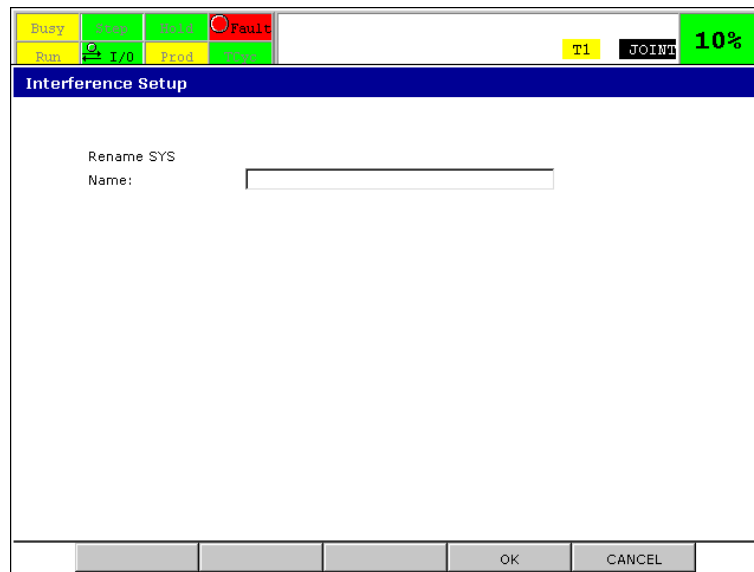 Busy Step Hold Fault
Run I/O Prod TCyc
T1 JOINT 10%
Interference Setup
Rename SYS
Name:
OK CANCEL